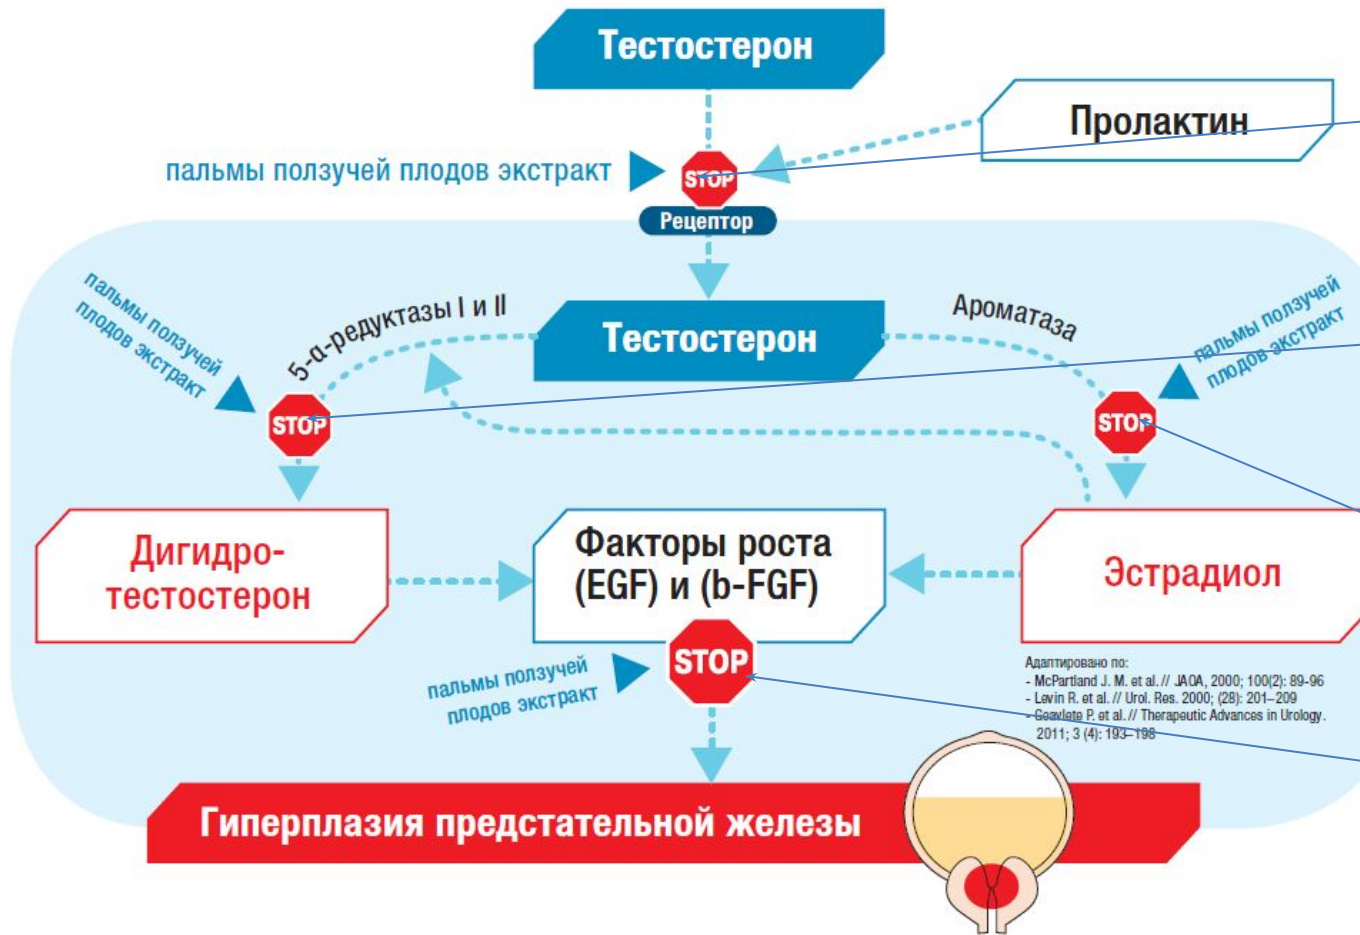 Тестостерон
Пролактин
пальмы ползучей плодов экстракт
STOP
Рецептор
пальмы ползучей
плодов экстракт
5-α-редуктазы I и II
Тестостерон
Ароматаза
пальмы ползучей
плодов экстракт
STOP
STOP
Дигидро-
тестостерон
Факторы роста
(EGF) и (b-FGF)
Эстрадиол
STOP
пальмы ползучей
плодов экстракт
Адаптировано по:
- McPartland J. M. et al. // JAOA, 2000; 100(2): 89-96
- Levin R. et al. // Urol. Res. 2000; (28): 201–209
- Geavlete P. et al. // Therapeutic Advances in Urology.
2011; 3 (4): 193–198
Гиперплазия предстательной железы